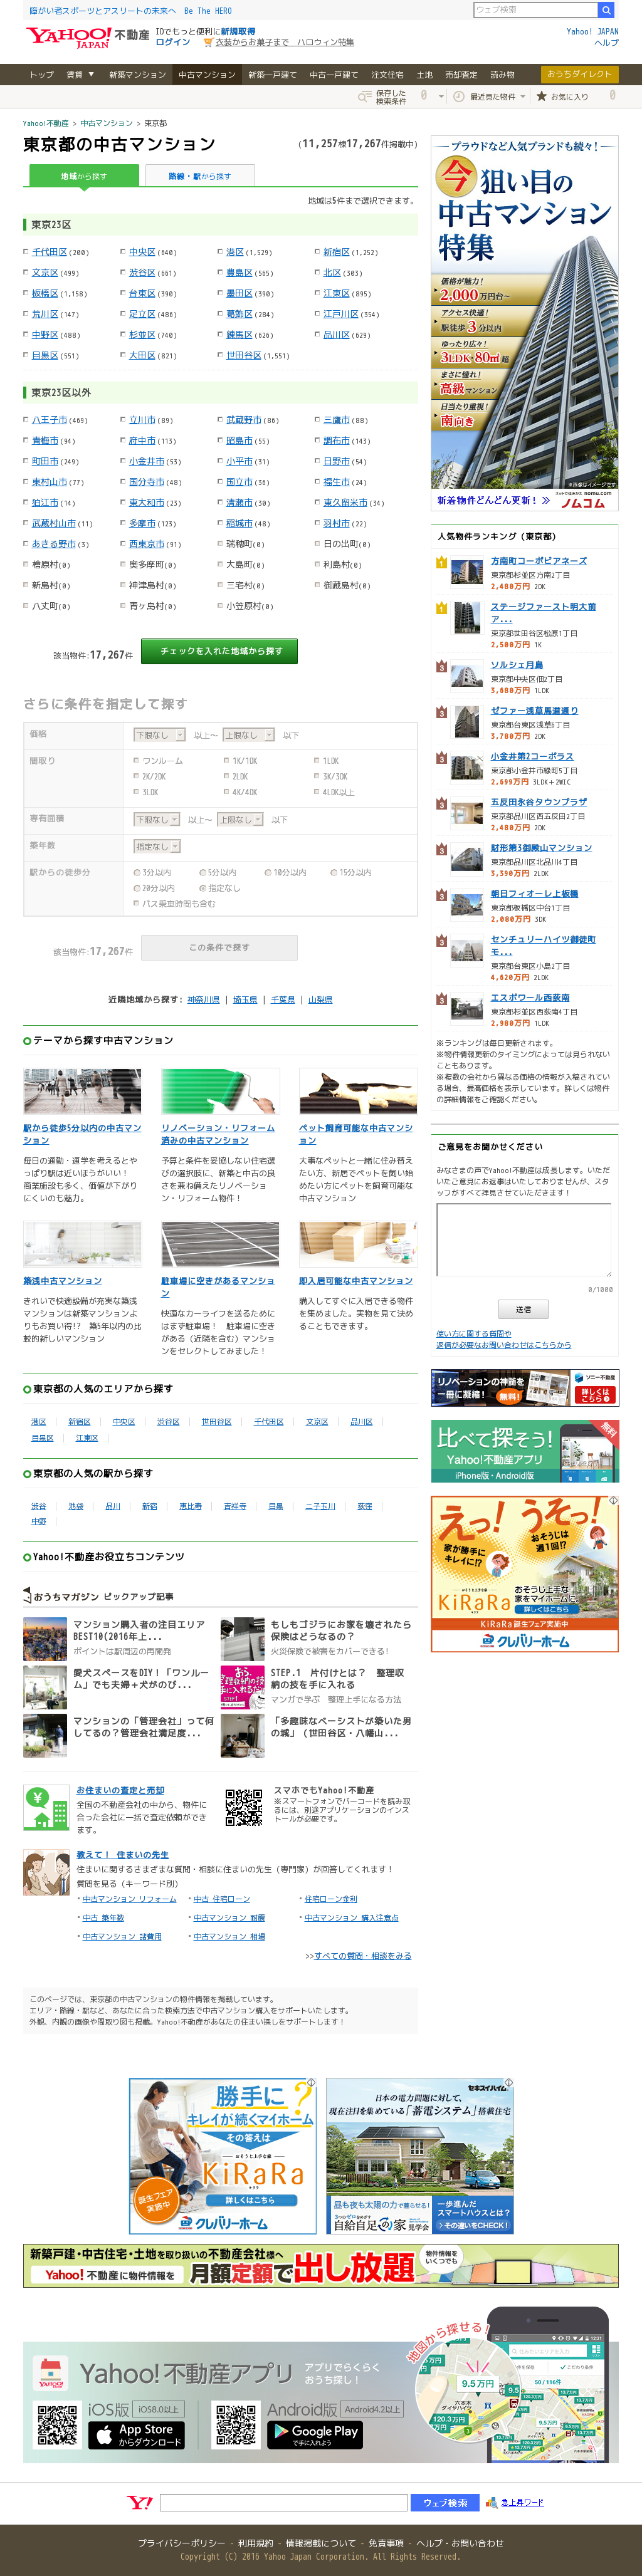 障がい者スポーツとアスリートの未来へ　Be The HERO
ウェブ検索
YAHOO!不動産 JAPAN
IDでもっと便利に新規取得
ログイン
衣装からお菓子まで　ハロウィン特集
Yahoo! JAPAN
ヘルプ
トップ 賃貸 ▼ 新築マンション 中古マンション 新築一戸建て 中古一戸建て 注文住宅 土地 売却査定 読み物 おうちダイレクト
保存した検索条件 0 最近見た物件 お気に入り 0
Yahoo!不動産 > 中古マンション > 東京都
東京都の中古マンション
(11,257棟17,267件掲載中)
地域から探す 路線・駅から探す
地域は5件まで選択できます。
東京23区
千代田区(200) 中央区(640) 港区(1,529) 新宿区(1,252)
文京区(499) 渋谷区(661) 豊島区(565) 北区(303)
板橋区(1,158) 台東区(390) 墨田区(390) 江東区(895)
荒川区(147) 足立区(486) 葛飾区(284) 江戸川区(354)
中野区(488) 杉並区(740) 練馬区(626) 品川区(629)
目黒区(551) 大田区(821) 世田谷区(1,551)
東京23区以外
八王子市(469) 立川市(89) 武蔵野市(86) 三鷹市(88)
青梅市(94) 府中市(113) 昭島市(55) 調布市(143)
町田市(249) 小金井市(53) 小平市(31) 日野市(54)
東村山市(77) 国分寺市(48) 国立市(36) 福生市(24)
狛江市(14) 東大和市(23) 清瀬市(30) 東久留米市(34)
武蔵村山市(11) 多摩市(123) 稲城市(48) 羽村市(22)
あきる野市(3) 西東京市(91) 瑞穂町(0) 日の出町(0)
檜原村(0) 奥多摩町(0) 大島町(0) 利島村(0)
新島村(0) 神津島村(0) 三宅村(0) 御蔵島村(0)
八丈町(0) 青ヶ島村(0) 小笠原村(0)
該当物件:17,267件 チェックを入れた地域から探す
さらに条件を指定して探す
価格 下限なし 以上～ 上限なし 以下
間取り ワンルーム 1K/1DK 1LDK
2K/2DK 2LDK 3K/3DK
3LDK 4K/4DK 4LDK以上
専有面積 下限なし 以上～ 上限なし 以下
築年数 指定なし
駅からの徒歩分 3分以内 5分以内 10分以内 15分以内
20分以内 指定なし
バス乗車時間も含む
該当物件:17,267件 この条件で探す
近隣地域から探す: 神奈川県 | 埼玉県 | 千葉県 | 山梨県
テーマから探す中古マンション
駅から徒歩5分以内の中古マンション
毎日の通勤・通学を考えるとやっぱり駅は近いほうがいい！　商業施設も多く、価値が下がりにくいのも魅力。
リノベーション・リフォーム済みの中古マンション
予算と条件を妥協しない住宅選びの選択肢に、新築と中古の良さを兼ね備えたリノベーション・リフォーム物件！
ペット飼育可能な中古マンション
大事なペットと一緒に住み替えたい方、新居でペットを飼い始めたい方にペットを飼育可能な中古マンション
築浅中古マンション
きれいで快適設備が充実な築浅マンションは新築マンションよりもお買い得!?　築5年以内の比較的新しいマンション
駐車場に空きがあるマンション
快適なカーライフを送るためにはまず駐車場！　駐車場に空きがある（近隣を含む）マンションをセレクトしてみました！
即入居可能な中古マンション
購入してすぐに入居できる物件を集めました。実物を見て決めることもできます。
東京都の人気のエリアから探す
港区 新宿区 中央区 渋谷区 世田谷区 千代田区 文京区 品川区
目黒区 江東区
東京都の人気の駅から探す
渋谷 池袋 品川 新宿 恵比寿 吉祥寺 目黒 二子玉川 荻窪
中野
Yahoo!不動産お役立ちコンテンツ
おうちマガジン ピックアップ記事
マンション購入者の注目エリアBEST10(2016年上...
ポイントは駅周辺の再開発
もしもゴジラにお家を壊されたら保険はどうなるの？
火災保険で被害をカバーできる！
愛犬スペースをDIY！「ワンルーム」でも夫婦＋犬がのび...
STEP.1　片付けとは？　整理収納の技を手に入れる
マンガで学ぶ　整理上手になる方法
マンションの「管理会社」って何してるの？管理会社満足度...
「多趣味なベーシストが築いた男の城」（世田谷区・八幡山...
お住まいの査定と売却
全国の不動産会社の中から、物件に合った会社に一括で査定依頼ができます。
スマホでもYahoo!不動産
※スマートフォンでバーコードを読み取るには、別途アプリケーションのインストールが必要です。
教えて！ 住まいの先生
住まいに関するさまざまな質問・相談に住まいの先生（専門家）が回答してくれます！
質問を見る（キーワード別）
中古マンション リフォーム 中古 住宅ローン 住宅ローン金利
中古 築年数 中古マンション 耐震 中古マンション 購入注意点
中古マンション 諸費用 中古マンション 相場
>>すべての質問・相談をみる
このページでは、東京都の中古マンションの物件情報を掲載しています。
エリア・路線・駅など、あなたに合った検索方法で中古マンション購入をサポートいたします。
外観、内観の画像や間取り図も掲載。Yahoo!不動産があなたの住まい探しをサポートします！
プラウドなど人気ブランドも続々！
今狙い目の中古マンション特集
価格が魅力！ 2,000万円台～
アクセス快適！ 駅徒歩3分以内
ゆったり広々！ 3LDK・80㎡超
まさに憧れ！ 高級マンション
日当たり重視！ 南向き
※画像はイメージです
新着物件どんどん更新！
ネットでほかみつ nomu.com ノムコム
人気物件ランキング（東京都）
方南町コーポビアネーズ
東京都杉並区方南2丁目
2,480万円 2DK
ステージファースト明大前ア...
東京都世田谷区松原1丁目
2,500万円 1K
ソルシェ月島
東京都中央区佃2丁目
3,680万円 1LDK
ゼファー浅草馬道通り
東京都台東区浅草6丁目
3,780万円 2DK
小金井第2コーポラス
東京都小金井市緑町5丁目
2,699万円 3LDK＋2WIC
五反田永谷タウンプラザ
東京都品川区西五反田2丁目
2,480万円 2DK
財形第3御殿山マンション
東京都品川区北品川4丁目
3,390万円 2LDK
朝日フィオーレ上板橋
東京都板橋区中台1丁目
2,080万円 3DK
センチュリーハイツ御徒町モ...
東京都台東区小島2丁目
4,620万円 2LDK
エスポワール西荻南
東京都杉並区西荻南4丁目
2,980万円 1LDK
※ランキングは毎日更新されます。
※物件情報更新のタイミングによっては見られないこともあります。
※複数の会社から異なる価格の情報が入稿されている場合、最高価格を表示しています。詳しくは物件の詳細情報をご確認ください。
ご意見をお聞かせください
みなさまの声でYahoo!不動産は成長します。いただいたご意見にお返事はいたしておりませんが、スタッフがすべて拝見させていただきます！
0/1000
送信
使い方に関する質問や
返信が必要なお問い合わせはこちらから
リノベーションの神髄を一冊に凝縮！ 無料！ ソニー不動産 詳しくはこちら
比べて探そう！ 無料
Yahoo!不動産アプリ
iPhone版・Android版
えっ！うそっ！
家が勝手にキレイに!? おそうじは週1回!?
KiRaRa
おそうじ上手な家をマイホームに。詳しくはこちら
KiRaRa誕生フェア実施中
クレバリーホーム
勝手に？キレイが続くマイホーム
その答えは
KiRaRa
詳しくはこちら
誕生フェア実施中
クレバリーホーム
セキスイハイム
日本の電力問題に対して、現在注目を集めている「蓄電システム」搭載住宅
昼も夜も太陽の力で暮らせる！自給自足の家 見学会
一歩進んだスマートハウスとは？ その違いをCHECK！
新築戸建・中古住宅・土地を取り扱いの不動産会社様へ
Yahoo!不動産に物件情報を 月額定額で出し放題
物件情報をいくつでも
Yahoo!不動産アプリ アプリでらくらくおうち探し！
地図から探せる！
iOS版 iOS8.0以上 App Storeからダウンロード
Android版 Android4.2以上 Google Playで手に入れよう
ウェブ検索 急上昇ワード
プライバシーポリシー - 利用規約 - 情報掲載について - 免責事項 - ヘルプ・お問い合わせ
Copyright (C) 2016 Yahoo Japan Corporation. All Rights Reserved.